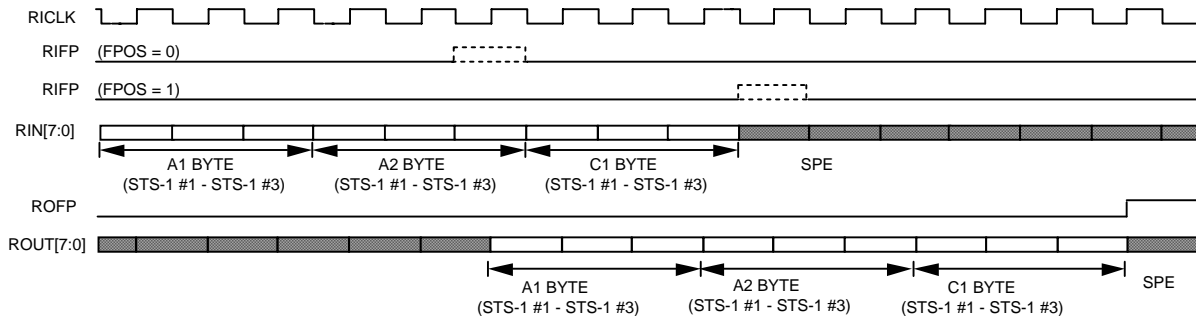 RICLK
RIFP (FPOS = 0)
RIFP (FPOS = 1)
RIN[7:0]
A1 BYTE A2 BYTE C1 BYTE SPE
(STS-1 #1 - STS-1 #3) (STS-1 #1 - STS-1 #3) (STS-1 #1 - STS-1 #3)
ROFP
ROUT[7:0]
A1 BYTE A2 BYTE C1 BYTE SPE
(STS-1 #1 - STS-1 #3) (STS-1 #1 - STS-1 #3) (STS-1 #1 - STS-1 #3)